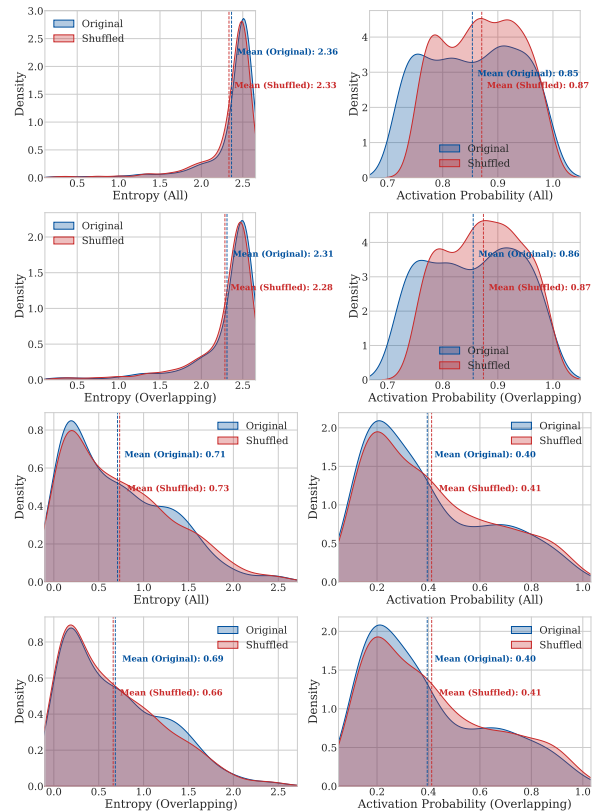 3.0
2.5
2.0
1.5
1.0
0.5
0.0
Density
Original
Shuffled
Mean (Original): 2.36
Mean (Shuffled): 2.33
0.5 1.0 1.5 2.0 2.5
Entropy (All)
4
3
2
1
0
Density
Mean (Original): 0.85
Mean (Shuffled): 0.87
Original
Shuffled
0.7 0.8 0.9 1.0
Activation Probability (All)
2.0
1.5
1.0
0.5
0.0
Density
Original
Shuffled
Mean (Original): 2.31
Mean (Shuffled): 2.28
0.5 1.0 1.5 2.0 2.5
Entropy (Overlapping)
4
3
2
1
0
Density
Mean (Original): 0.86
Mean (Shuffled): 0.87
Original
Shuffled
0.7 0.8 0.9 1.0
Activation Probability (Overlapping)
0.8
0.6
0.4
0.2
0.0
Density
Original
Shuffled
Mean (Original): 0.71
Mean (Shuffled): 0.73
0.0 0.5 1.0 1.5 2.0 2.5
Entropy (All)
2.0
1.5
1.0
0.5
0.0
Density
Original
Shuffled
Mean (Original): 0.40
Mean (Shuffled): 0.41
0.2 0.4 0.6 0.8 1.0
Activation Probability (All)
0.8
0.6
0.4
0.2
0.0
Density
Original
Shuffled
Mean (Original): 0.69
Mean (Shuffled): 0.66
0.0 0.5 1.0 1.5 2.0 2.5
Entropy (Overlapping)
2.0
1.5
1.0
0.5
0.0
Density
Original
Shuffled
Mean (Original): 0.40
Mean (Shuffled): 0.41
0.2 0.4 0.6 0.8 1.0
Activation Probability (Overlapping)